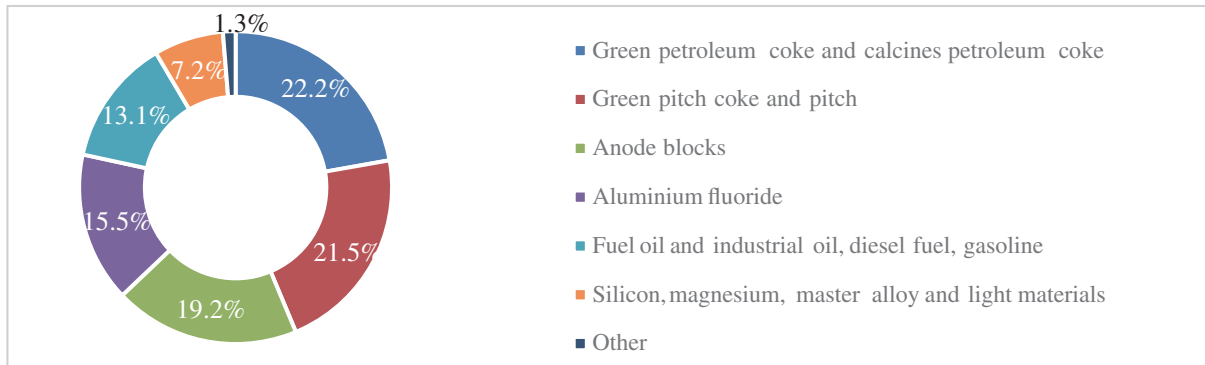 1.3%
7.2%
22.2%
13.1%
15.5%
21.5%
19.2%
Green petroleum coke and calcines petroleum coke
Green pitch coke and pitch
Anode blocks
Aluminium fluoride
Fuel oil and industrial oil, diesel fuel, gasoline
Silicon, magnesium, master alloy and light materials
Other